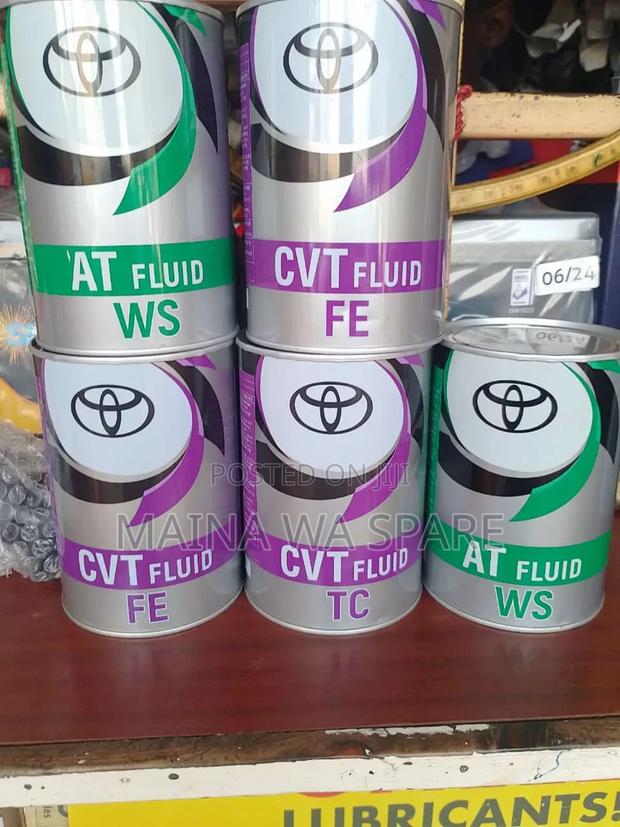 AT FLUID
WS
CVT FLUID
FE
06/24
CVT FLUID
FE
CVT FLUID
TC
AT FLUID
WS
POSTED ON JIJI
MAINA WA SPARE
LUBRICANTS!